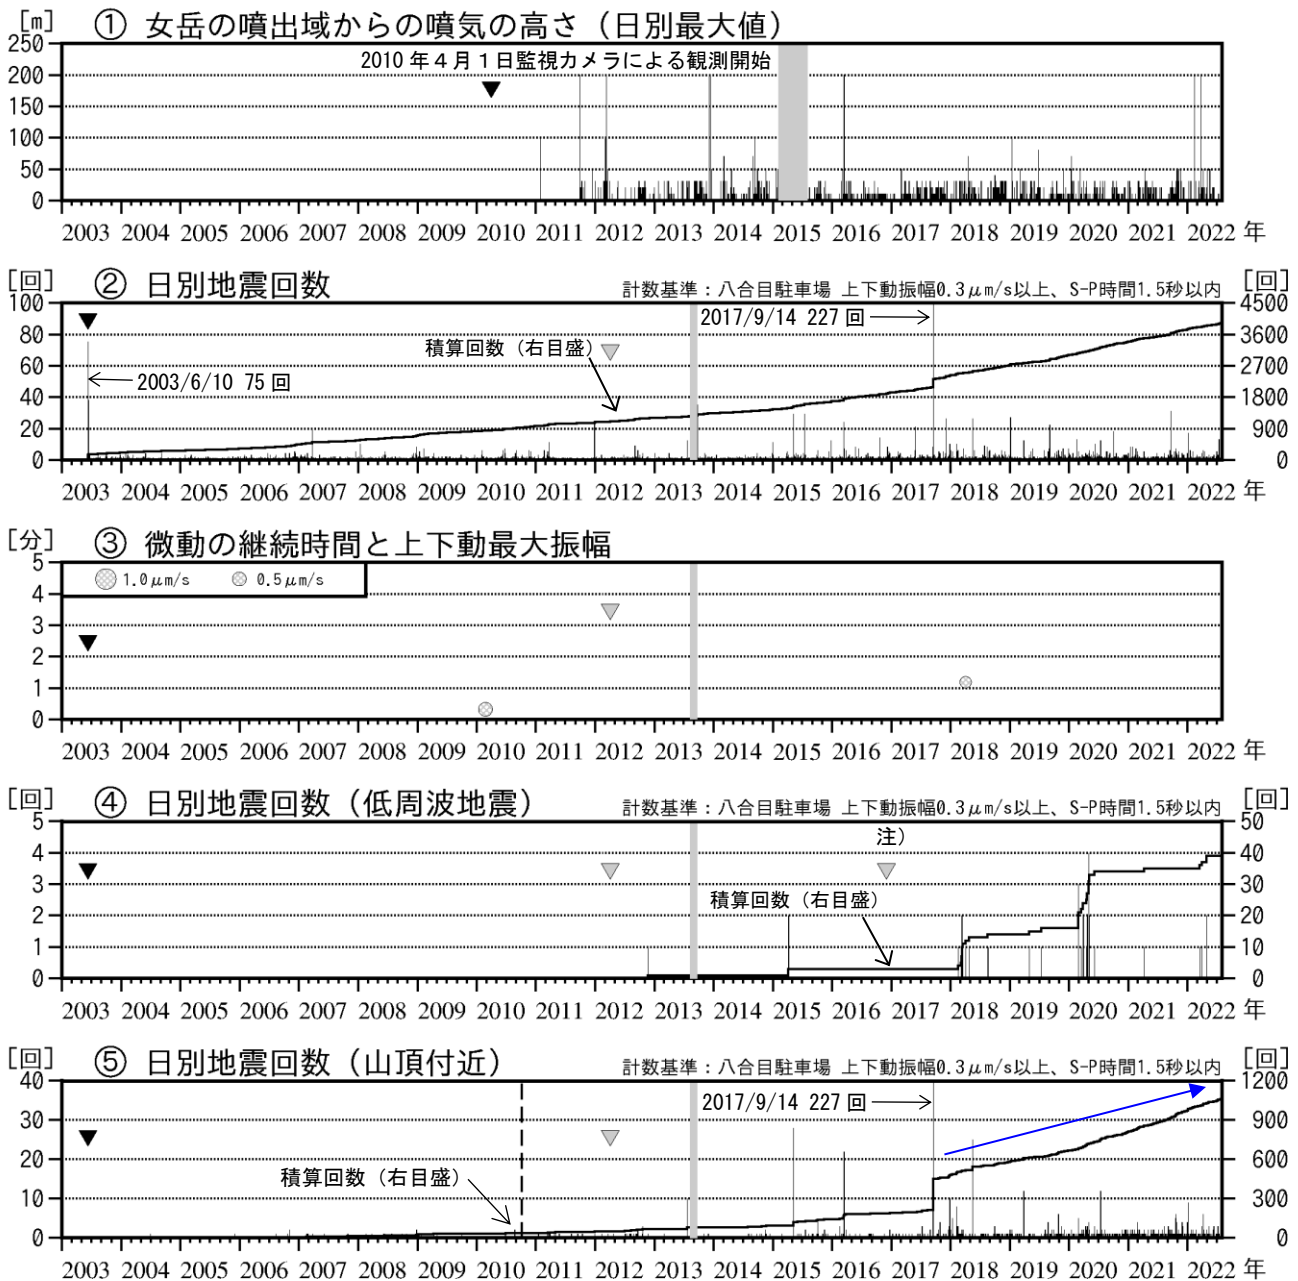 [m] ① 女岳の噴出域からの噴気の高さ（日別最大値）
250
2010 年４月１日監視カメラによる観測開始
200
150
100
50
0
2003 2004 2005 2006 2007 2008 2009 2010 2011 2012 2013 2014 2015 2016 2017 2018 2019 2020 2021 2022 年
[回] ② 日別地震回数 計数基準：八合目駐車場 上下動振幅0.3μm/s以上、S-P時間1.5秒以内 [回]
100 4500
2017/9/14 227 回
80 3600
積算回数（右目盛）
60 2700
2003/6/10 75 回
40 1800
20 900
0 0
2003 2004 2005 2006 2007 2008 2009 2010 2011 2012 2013 2014 2015 2016 2017 2018 2019 2020 2021 2022 年
[分] ③ 微動の継続時間と上下動最大振幅
5
1.0μm/s 0.5μm/s
4
3
2
1
0
2003 2004 2005 2006 2007 2008 2009 2010 2011 2012 2013 2014 2015 2016 2017 2018 2019 2020 2021 2022 年
[回] ④ 日別地震回数（低周波地震） 計数基準：八合目駐車場 上下動振幅0.3μm/s以上、S-P時間1.5秒以内 [回]
5 50
注）
4 40
3 30
積算回数（右目盛）
2 20
1 10
0 0
2003 2004 2005 2006 2007 2008 2009 2010 2011 2012 2013 2014 2015 2016 2017 2018 2019 2020 2021 2022 年
[回] ⑤ 日別地震回数（山頂付近） 計数基準：八合目駐車場 上下動振幅0.3μm/s以上、S-P時間1.5秒以内 [回]
40 1200
2017/9/14 227 回
30 900
20 600
積算回数（右目盛）
10 300
0 0
2003 2004 2005 2006 2007 2008 2009 2010 2011 2012 2013 2014 2015 2016 2017 2018 2019 2020 2021 2022 年